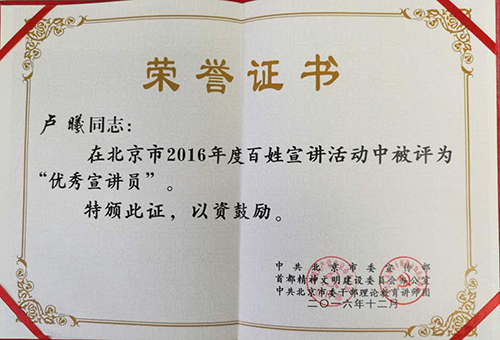 荣誉证书
卢曦同志：
在北京市2016年度百姓宣讲活动中被评为
“优秀宣讲员”。
特颁此证，以资鼓励。
中共北京市委宣传部
首都精神文明建设委员会办公室
中共北京市委干部理论教育讲师团
二〇一六年十二月